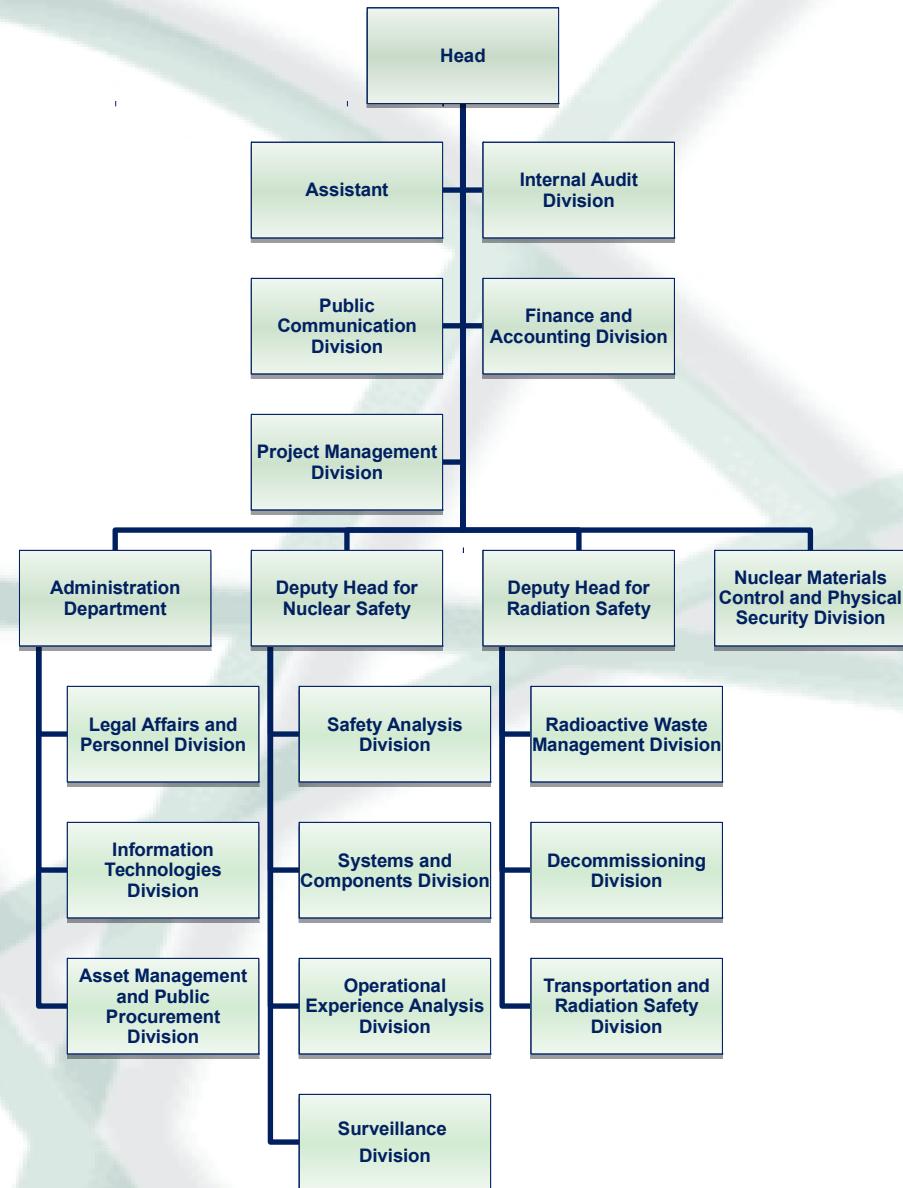 Head
Assistant
Internal Audit
Division
Public
Communication
Division
Finance and
Accounting Division
Project Management
Division
Administration
Department
Deputy Head for
Nuclear Safety
Deputy Head for
Radiation Safety
Nuclear Materials
Control and Physical
Security Division
Legal Affairs and
Personnel Division
Safety Analysis
Division
Radioactive Waste
Management Division
Information
Technologies
Division
Systems and
Components Division
Decommissioning
Division
Asset Management
and Public
Procurement
Division
Operational
Experience Analysis
Division
Transportation and
Radiation Safety
Division
Surveillance
Division